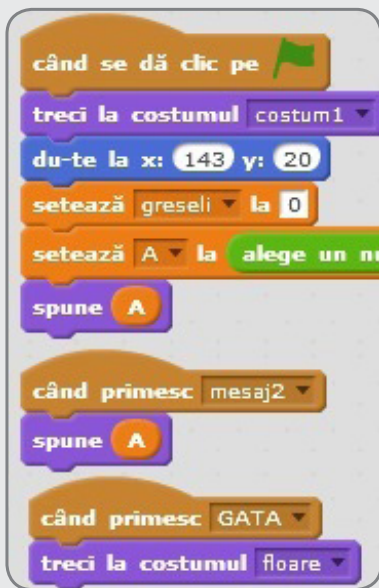 când se dă clic pe
treci la costumul costum1
du-te la x: 143 y: 20
setează greseli la 0
setează A la alege un
spune A
când primesc mesaj2
spune A
când primesc GATA
treci la costumul floare